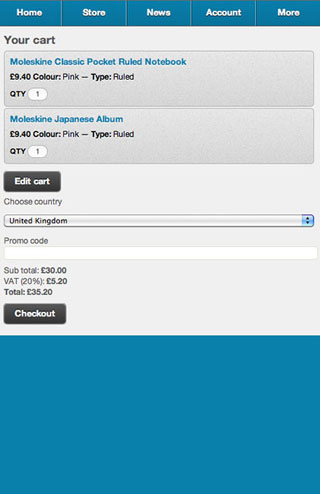 Home Store News Account More
Your cart
Moleskine Classic Pocket Ruled Notebook
£9.40 Colour: Pink — Type: Ruled
QTY 1
Moleskine Japanese Album
£9.40 Colour: Pink — Type: Ruled
QTY 1
Edit cart
Choose country
United Kingdom
Promo code
Sub total: £30.00
VAT (20%): £5.20
Total: £35.20
Checkout